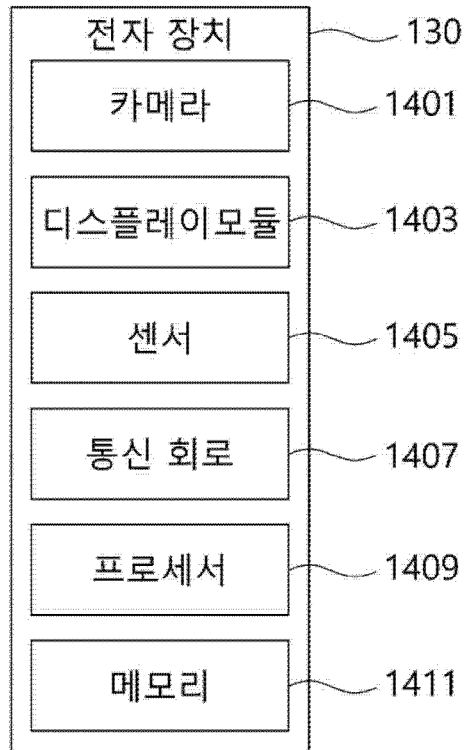 전자 장치 130
카메라 1401
디스플레이모듈 1403
센서 1405
통신 회로 1407
프로세서 1409
메모리 1411